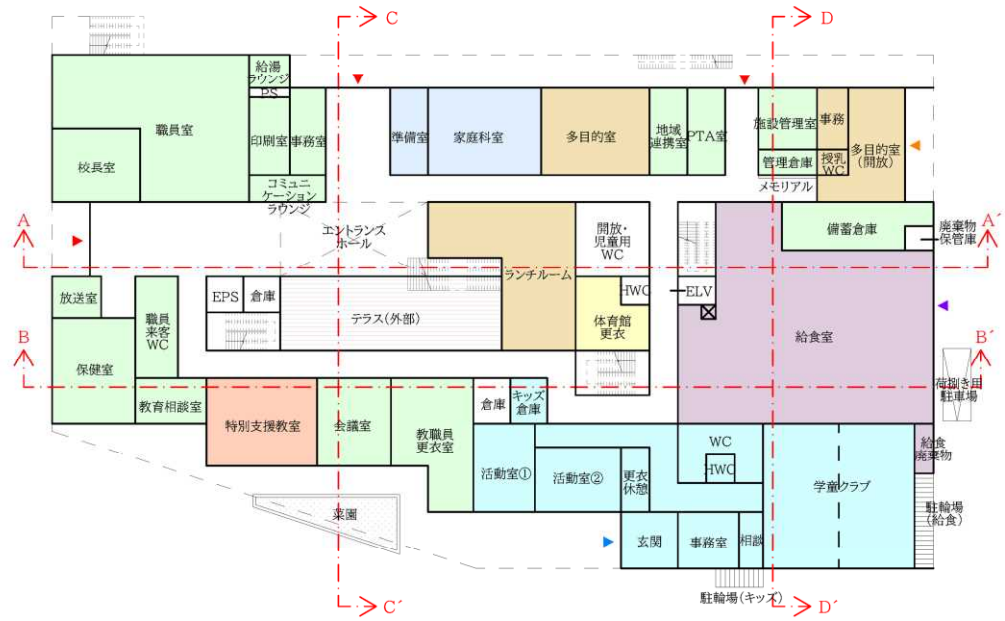 C
D
給湯
ラウンジ
PS
職員室
印刷室
事務室
準備室
家庭科室
多目的室
地域
連携室
PTA室
施設管理室
事務
多目的室
(開放)
校長室
管理倉庫
授乳
WC
メモリアル
コミュニ
ケーション
ラウンジ
A
エントランス
ホール
開放・
児童用
WC
備蓄倉庫
廃棄物
保管庫
A´
ランチルーム
放送室
EPS
倉庫
HWC
ELV
職員
来客
WC
テラス(外部)
体育館
更衣
給食室
B
保健室
B´
荷捌き用
駐車場
教育相談室
特別支援教室
会議室
教職員
更衣室
倉庫
キッズ
倉庫
WC
HWC
給食
廃棄物
活動室①
活動室②
更衣
休憩
学童クラブ
菜園
駐輪場
(給食)
玄関
事務室
相談
駐輪場(キッズ)
C´
D´